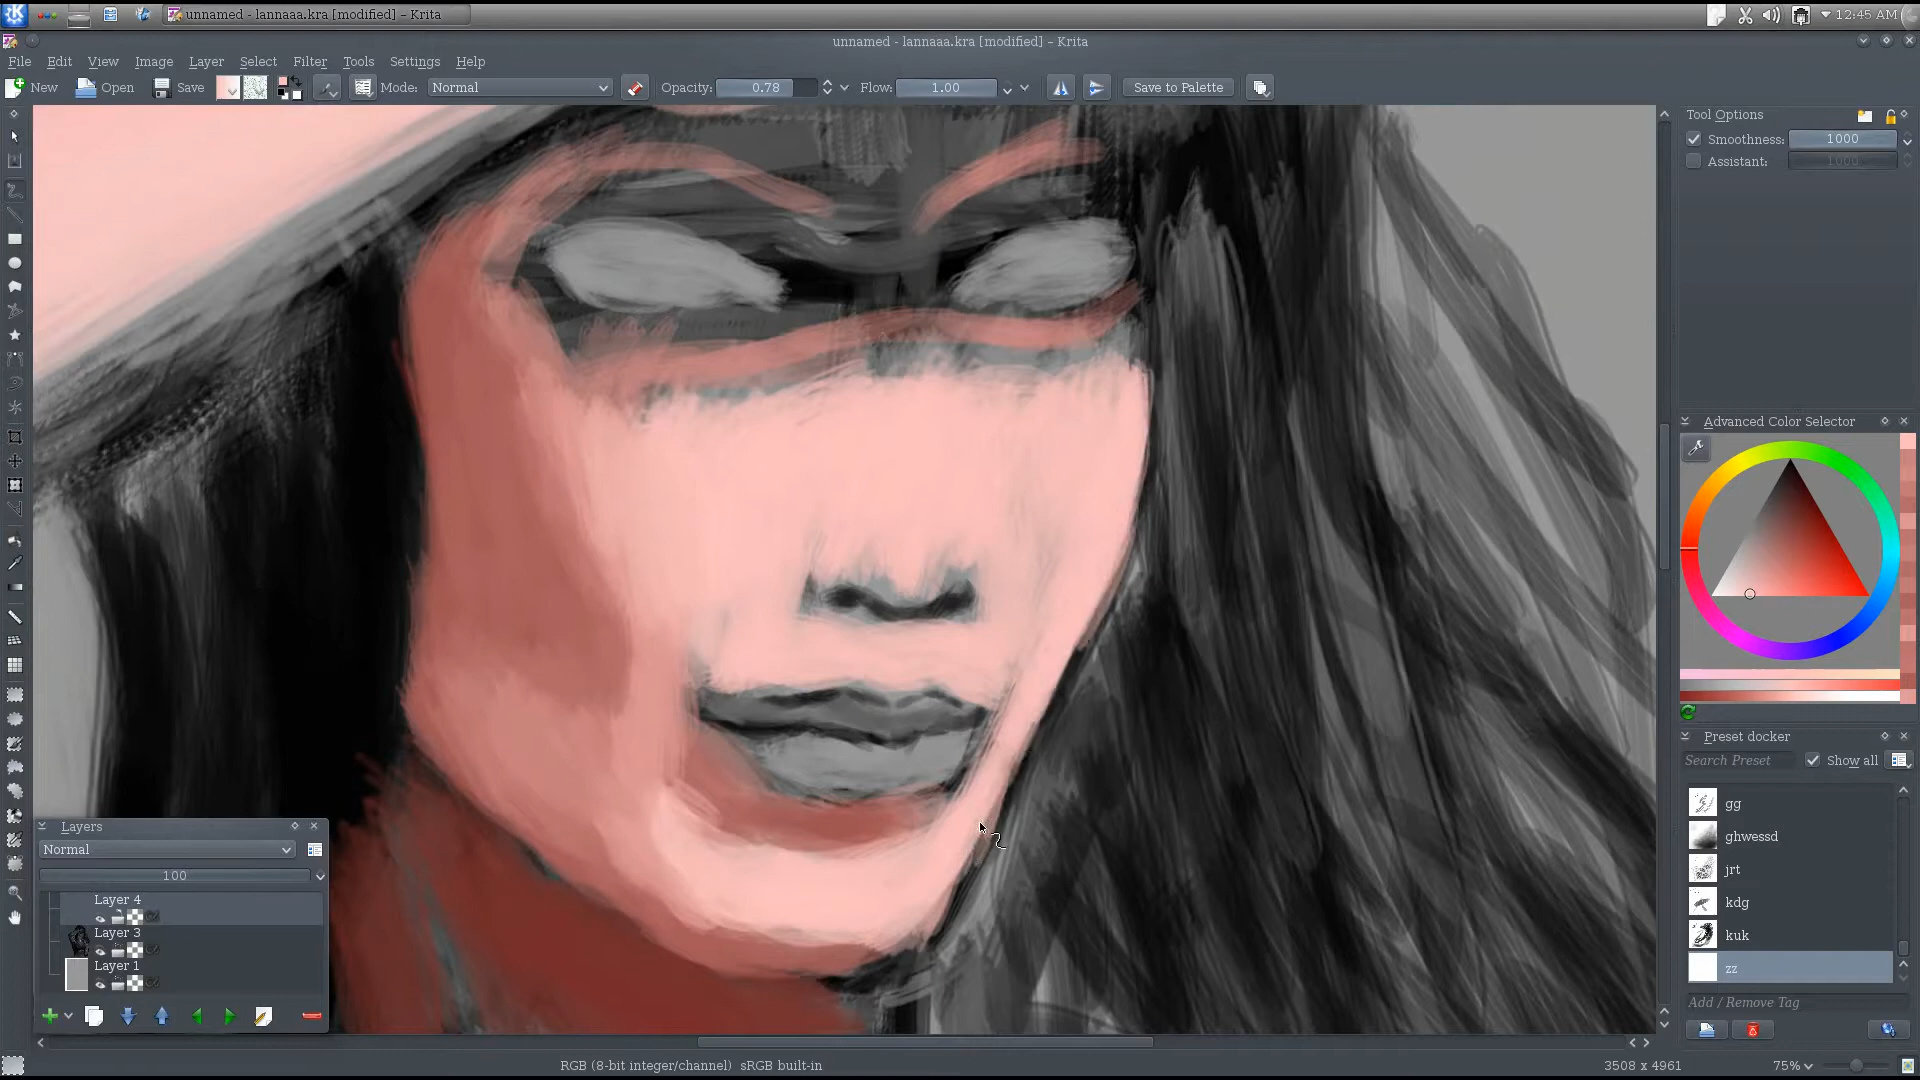 unnamed - lannaaa.kra [modified] – Krita
12:45 AM
unnamed - lannaaa.kra [modified] – Krita
File Edit View Image Layer Select Filter Tools Settings Help
New Open Save Mode: Normal Opacity: 0.78 Flow: 1.00 Save to Palette
Tool Options
Smoothness: 1000
Assistant: 1000
Advanced Color Selector
Preset docker
Search Preset Show all
gg
ghwessd
jrt
kdg
kuk
zz
Add / Remove Tag
Layers
Normal
100
Layer 4
Layer 3
Layer 1
RGB (8-bit integer/channel) sRGB built-in 3508 x 4961 75%